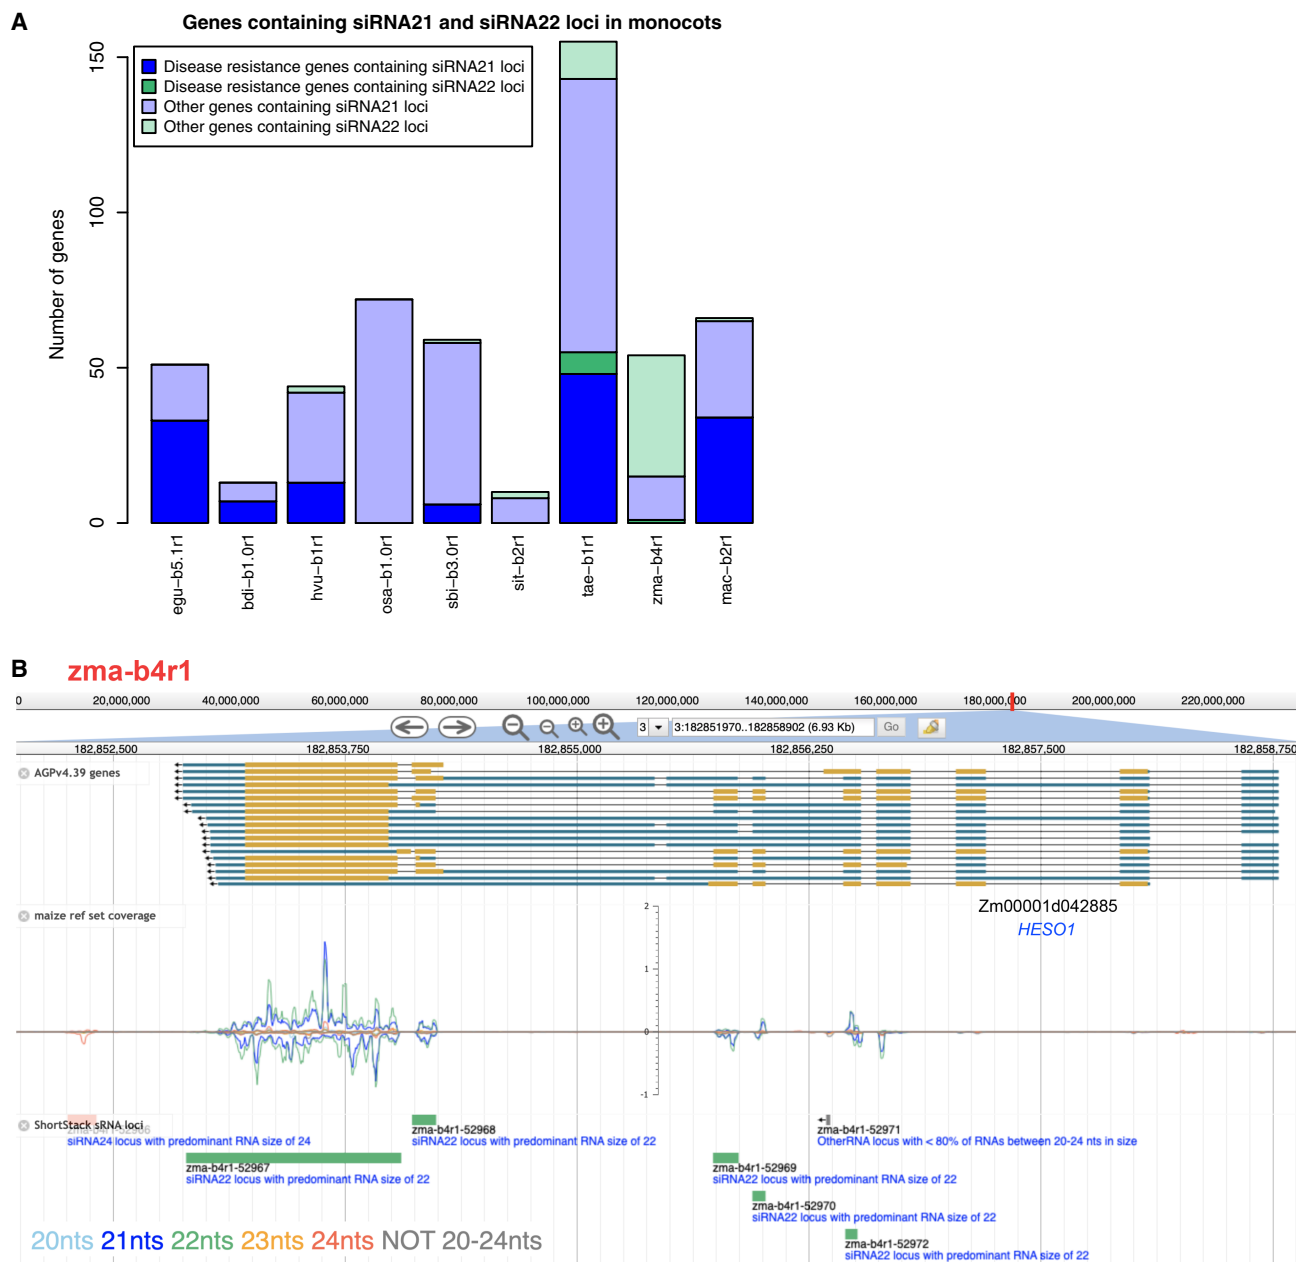 A
Genes containing siRNA21 and siRNA22 loci in monocots
Disease resistance genes containing siRNA21 loci
Disease resistance genes containing siRNA22 loci
Other genes containing siRNA21 loci
Other genes containing siRNA22 loci
Number of genes
150
100
50
0
egu-b5.1r1
bdi-b1.0r1
hvu-b1r1
osa-b1.0r1
sbi-b3.0r1
sit-b2r1
tae-b1r1
zma-b4r1
mac-b2r1
B zma-b4r1
0 20,000,000 40,000,000 60,000,000 80,000,000 100,000,000 120,000,000 140,000,000 160,000,000 180,000,000 200,000,000 220,000,000
3 3:182851970..182858902 (6.93 Kb) Go
182,852,500 182,853,750 182,855,000 182,856,250 182,857,500 182,858,750
AGPv4.39 genes
Zm00001d042885
HESO1
maize ref set coverage
2
1
0
-1
ShortStack sRNA loci
zma-b4r1-52966
siRNA24 locus with predominant RNA size of 24
zma-b4r1-52968
siRNA22 locus with predominant RNA size of 22
zma-b4r1-52971
OtherRNA locus with < 80% of RNAs between 20-24 nts in size
zma-b4r1-52967
siRNA22 locus with predominant RNA size of 22
zma-b4r1-52969
siRNA22 locus with predominant RNA size of 22
zma-b4r1-52970
siRNA22 locus with predominant RNA size of 22
zma-b4r1-52972
siRNA22 locus with predominant RNA size of 22
20nts 21nts 22nts 23nts 24nts NOT 20-24nts